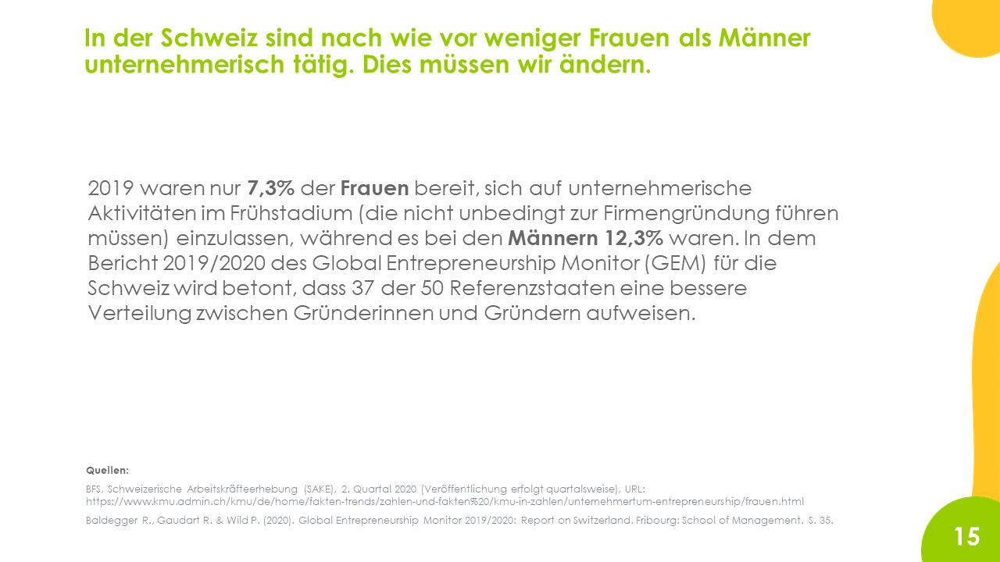 In der Schweiz sind nach wie vor weniger Frauen als Männer
unternehmerisch tätig. Dies müssen wir ändern.
2019 waren nur 7,3% der Frauen bereit, sich auf unternehmerische
Aktivitäten im Frühstadium (die nicht unbedingt zur Firmengründung führen
müssen) einzulassen, während es bei den Männern 12,3% waren. In dem
Bericht 2019/2020 des Global Entrepreneurship Monitor (GEM) für die
Schweiz wird betont, dass 37 der 50 Referenzstaaten eine bessere
Verteilung zwischen Gründerinnen und Gründern aufweisen.
Quellen:
BFS, Schweizerische Arbeitskräfteerhebung (SAKE), 2. Quartal 2020 (Veröffentlichung erfolgt quartalsweise), URL:
https://www.kmu.admin.ch/kmu/de/home/fakten-trends/zahlen-und-fakten%20/kmu-in-zahlen/unternehmertum-entrepreneurship/frauen.html
Baldegger R., Gaudart R. & Wild P. (2020). Global Entrepreneurship Monitor 2019/2020: Report on Switzerland. Fribourg: School of Management. S. 35.
15